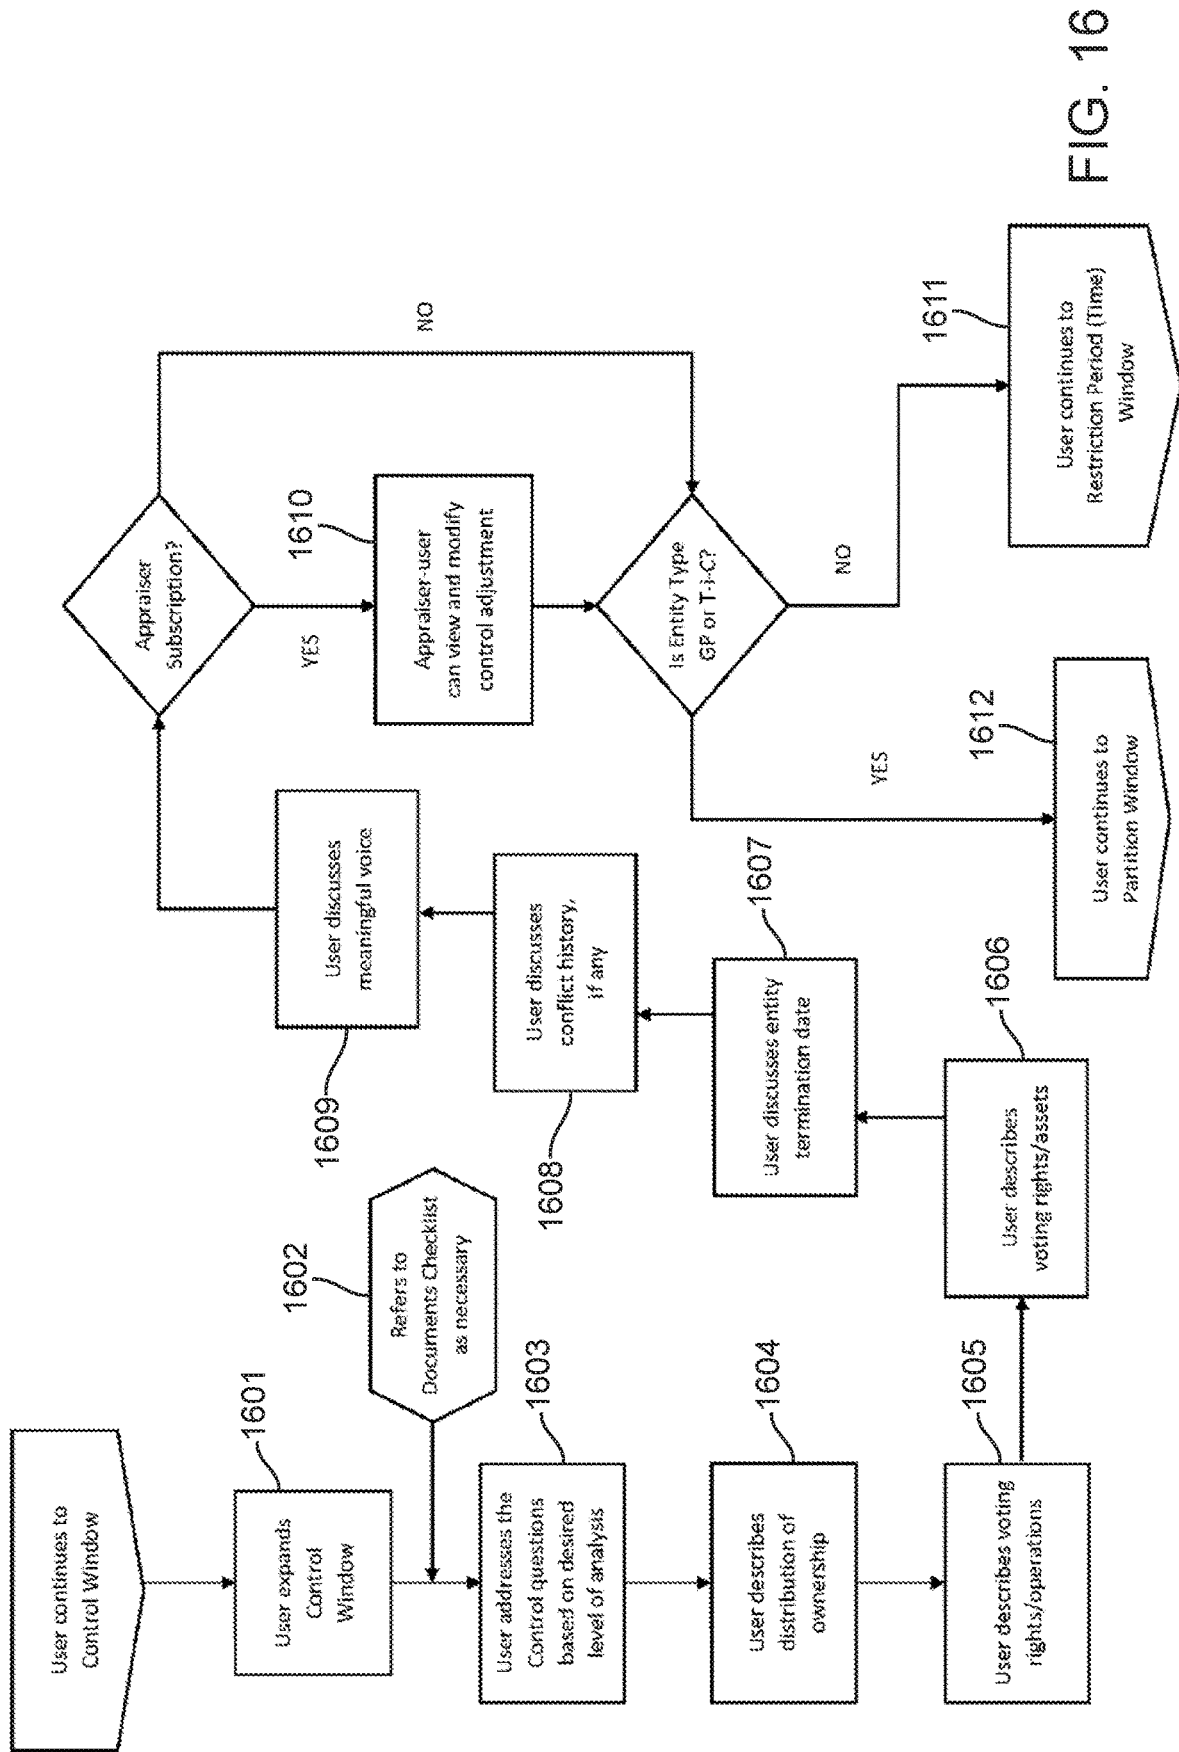 User continues to
Control Window
1601
User expands
Control
Window
1602
Refers to
Documents Checklist
as necessary
1603
User addresses the
Control questions
based on desired
level of analysis
1604
User describes
distribution of
ownership
1605
User describes voting
rights/operations
1606
User describes
voting rights/assets
1607
User discusses entity
termination date
1608
User discusses
conflict history,
if any
1609
User discusses
meaningful voice
Appraiser
Subscription?
YES
NO
1610
Appraiser-user
can view and modify
control adjustment
Is Entity Type
GP or T-i-C?
YES
NO
1612
User continues to
Partition Window
1611
User continues to
Restriction Period (Time)
Window
FIG. 16